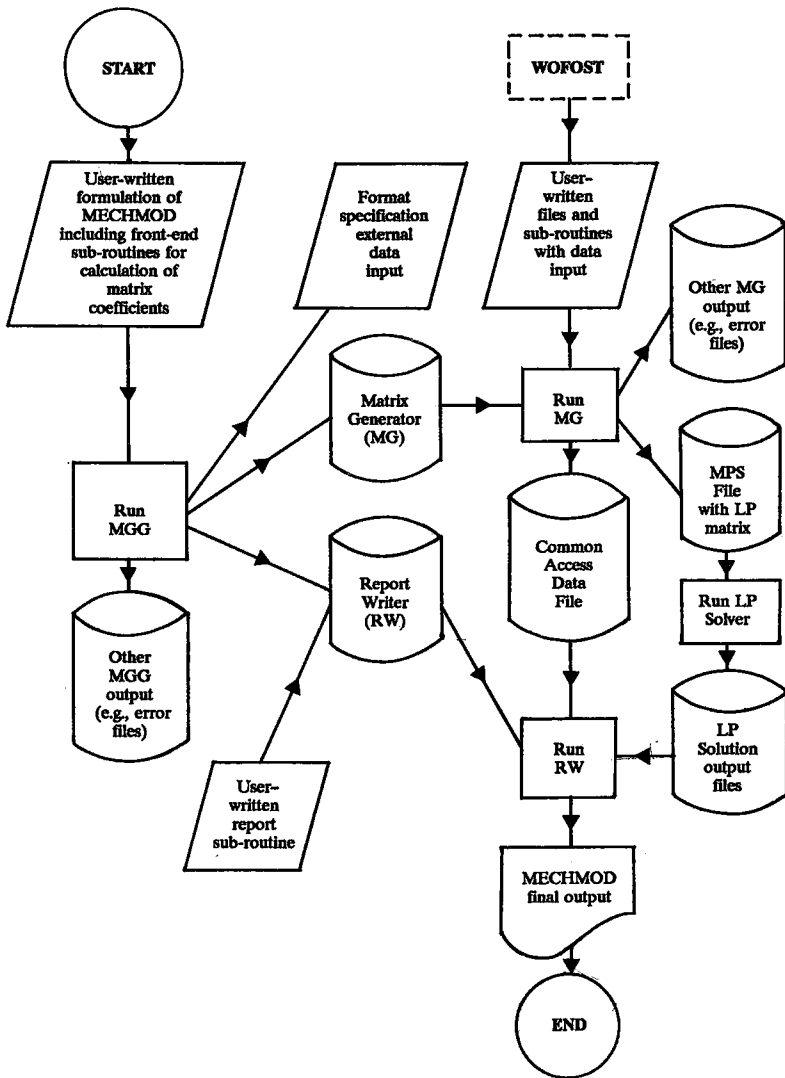 START
WOFOST
User-written
formulation of
MECHMOD
including front-end
sub-routines for
calculation of
matrix
coefficients
Format
specification
external
data
input
User–
written
files and
sub-routines
with data
input
Other MG
output
(e.g., error
files)
Matrix
Generator
(MG)
Run
MG
MPS
File
with LP
matrix
Run
MGG
Report
Writer
(RW)
Common
Access
Data
File
Run LP
Solver
Other
MGG
output
(e.g., error
files)
User–
written
report
sub-routine
Run
RW
LP
Solution
output
files
MECHMOD
final output
END